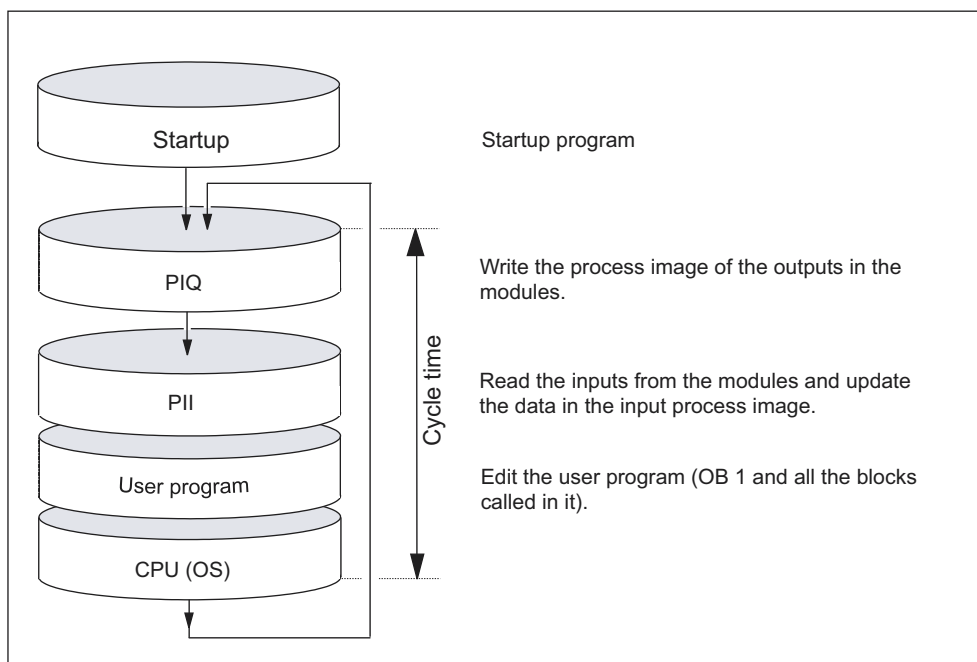 Startup
Startup program
PIQ
Write the process image of the outputs in the
modules.
PII
Read the inputs from the modules and update
the data in the input process image.
Cycle time
User program
Edit the user program (OB 1 and all the blocks
called in it).
CPU (OS)